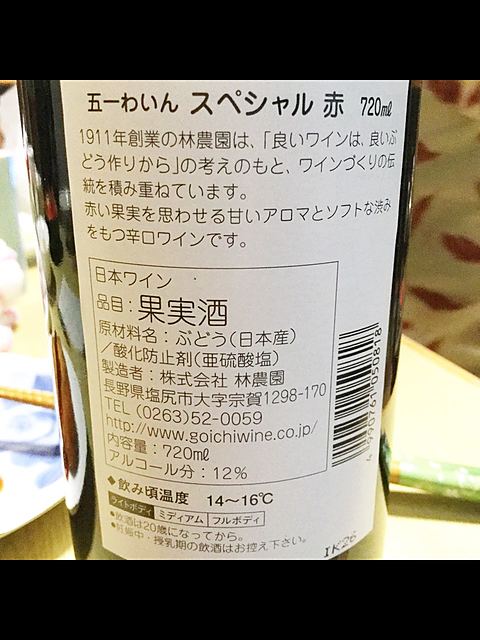 五一わいん スペシャル 赤 720㎖
1911年創業の林農園は、「良いワインは、良いぶ
どう作りから」の考えのもと、ワインづくりの伝
統を積み重ねています。
赤い果実を思わせる甘いアロマとソフトな渋み
をもつ辛口ワインです。
日本ワイン
品目：果実酒
原材料名：ぶどう（日本産）
／酸化防止剤（亜硫酸塩）
製造者：株式会社 林農園
長野県塩尻市大字宗賀1298-170
TEL (0263)52-0059
http://www.goichiwine.co.jp/
内容量：720㎖
アルコール分：12%
4 990761 050818
◆飲み頃温度 14〜16℃
ライトボディ ミディアム フルボディ
●飲酒は20歳になってから。
●妊娠中・授乳期の飲酒はお控え下さい。
IK26